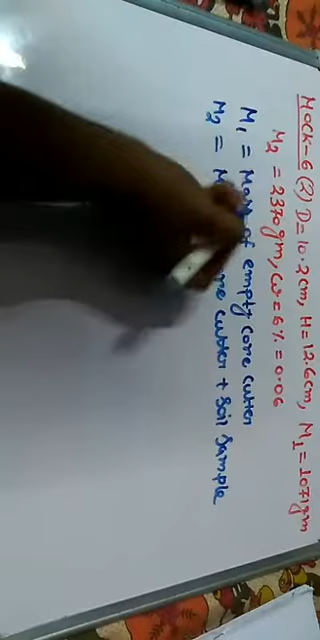 MOCK-6 (2) D=10.2cm, H=12.6cm, M1=1071gm
M2 = 2370gm, ω=6% = 0.06
M1 = Mass of empty core cutter
M2 = cutter + Soil Sample